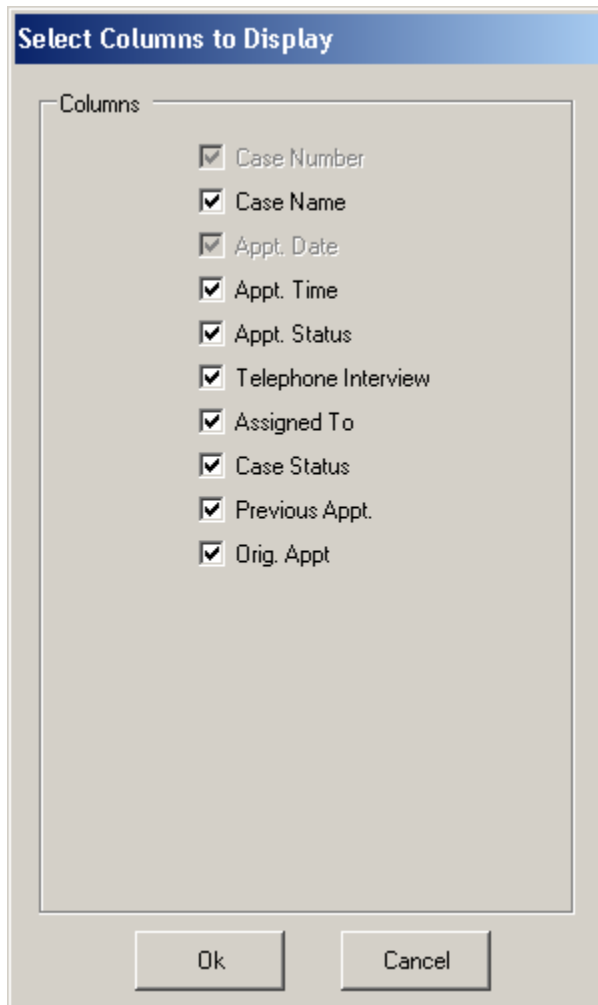 Select Columns to Display
Columns
Case Number
Case Name
Appt. Date
Appt. Time
Appt. Status
Telephone Interview
Assigned To
Case Status
Previous Appt.
Orig. Appt
Ok
Cancel